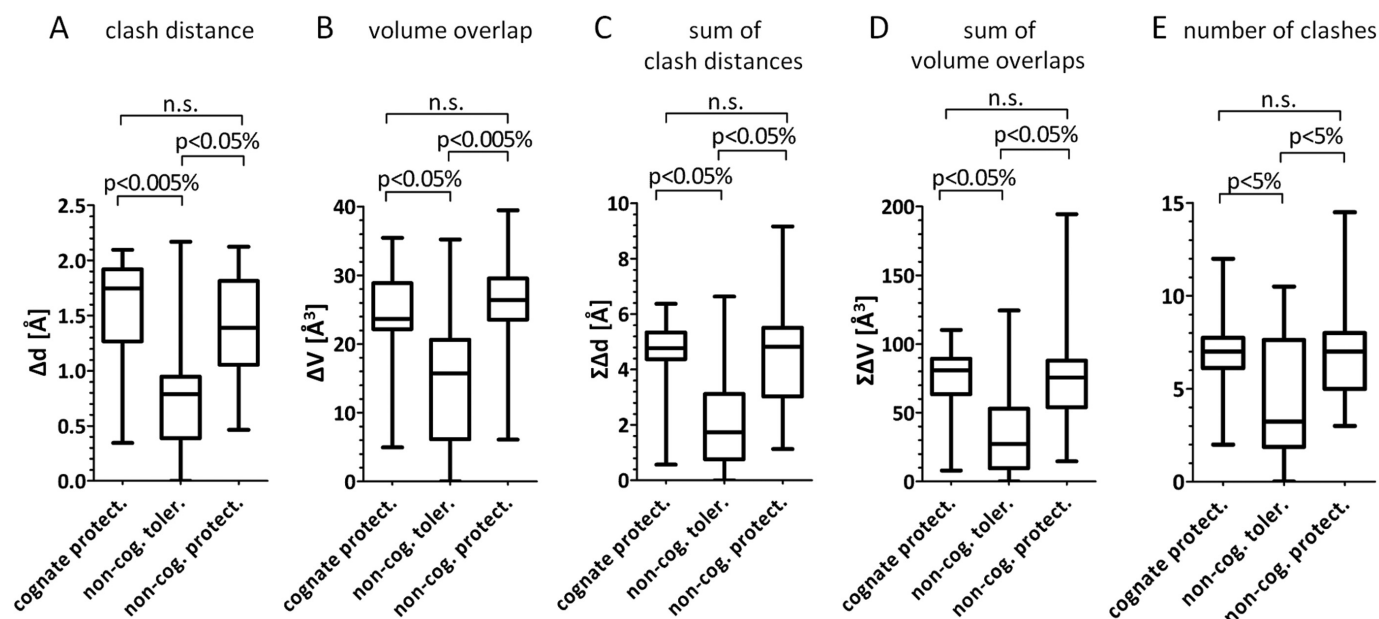 A clash distance
n.s.
p<0.05%
p<0.005%
2.5
2.0
1.5
1.0
0.5
0.0
Δd [Å]
cognate protect.
non-cog. toler.
non-cog. protect.
B volume overlap
n.s.
p<0.005%
p<0.05%
40
30
20
10
0
ΔV [Å³]
cognate protect.
non-cog. toler.
non-cog. protect.
C sum of
clash distances
n.s.
p<0.05%
p<0.05%
10
8
6
4
2
0
ΣΔd [Å]
cognate protect.
non-cog. toler.
non-cog. protect.
D sum of
volume overlaps
n.s.
p<0.05%
p<0.05%
200
150
100
50
0
ΣΔV [Å³]
cognate protect.
non-cog. toler.
non-cog. protect.
E number of clashes
n.s.
p<5%
p<5%
15
10
5
0
cognate protect.
non-cog. toler.
non-cog. protect.